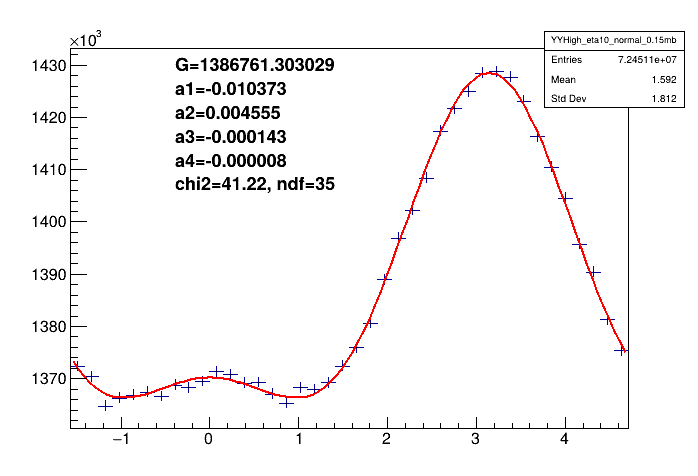 ×10³
YYHigh_eta10_normal_0.15mb
Entries 7.24511e+07
Mean 1.592
Std Dev 1.812
G=1386761.303029
a1=-0.010373
a2=0.004555
a3=-0.000143
a4=-0.000008
chi2=41.22, ndf=35
1430
1420
1410
1400
1390
1380
1370
−1 0 1 2 3 4